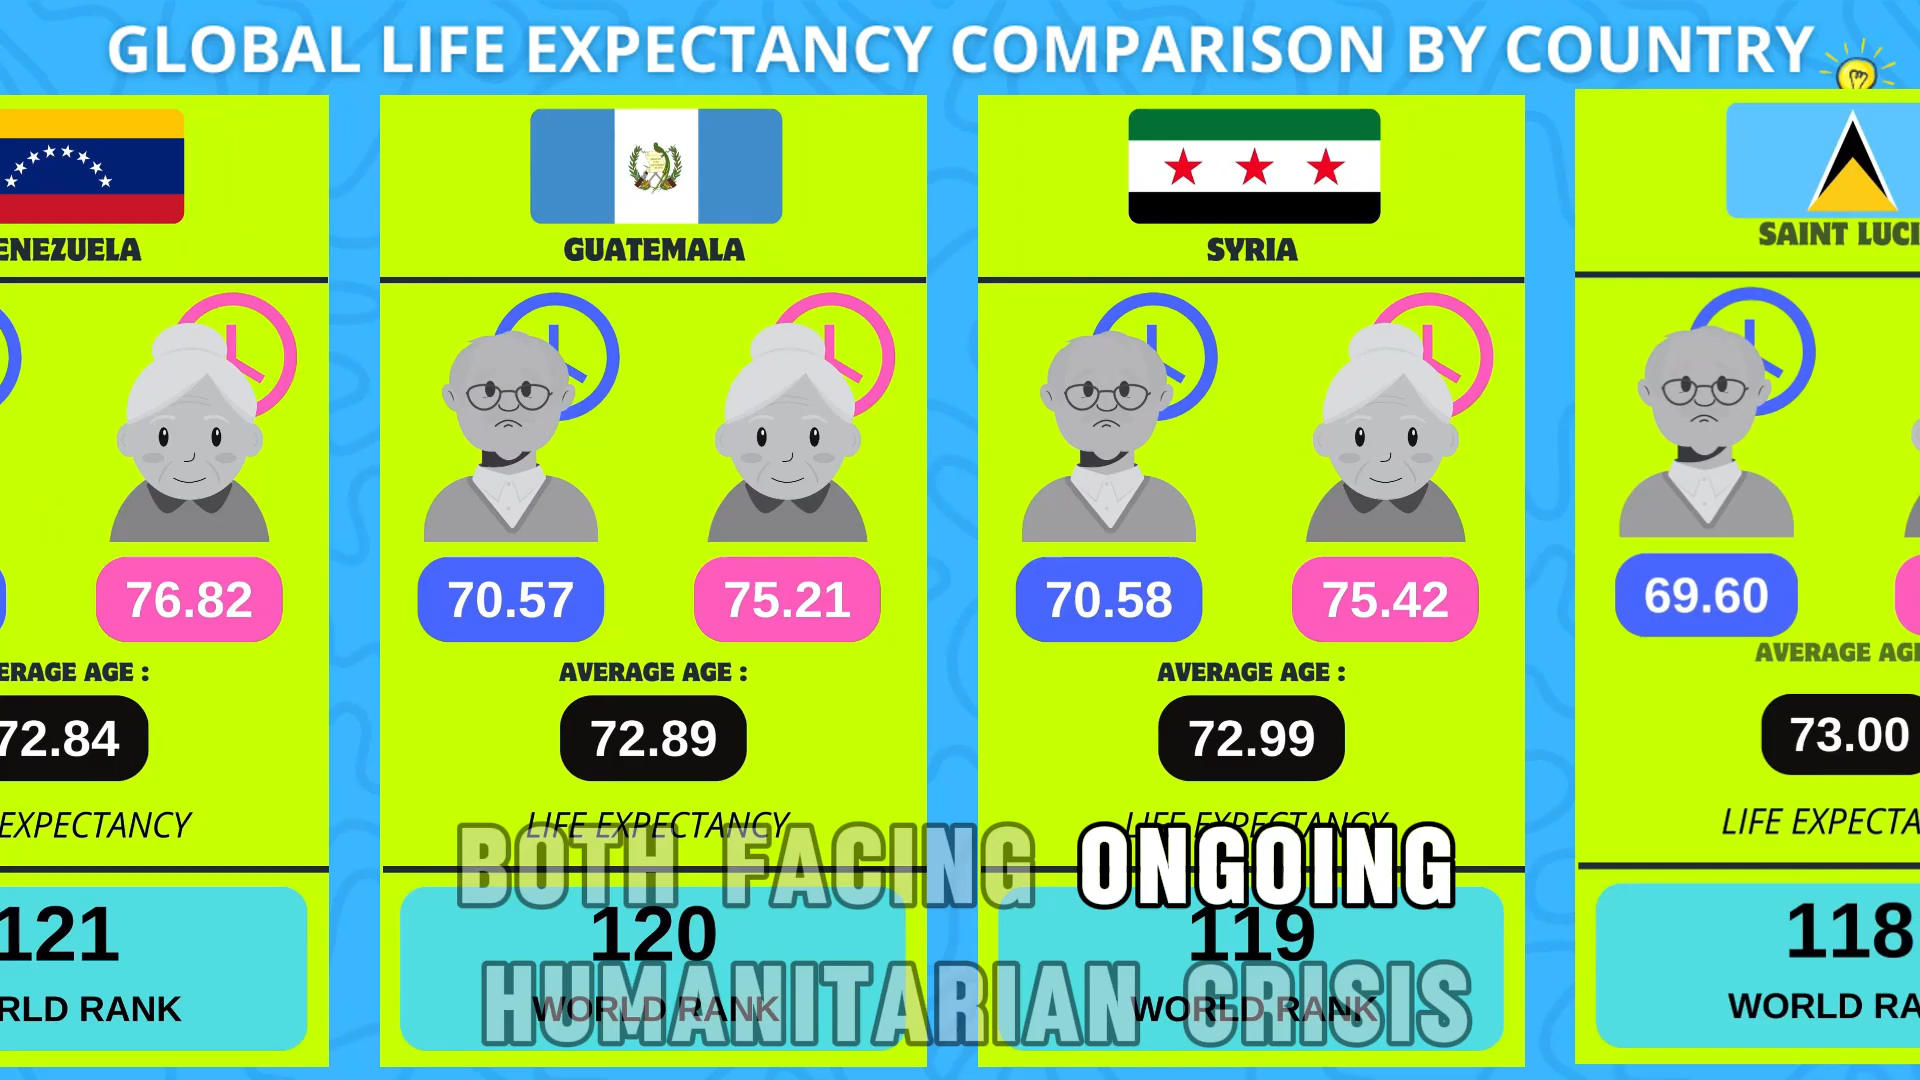 GLOBAL LIFE EXPECTANCY COMPARISON BY COUNTRY
ENEZUELA
76.82
ERAGE AGE :
72.84
EXPECTANCY
121
RLD RANK
GUATEMALA
70.57
75.21
AVERAGE AGE :
72.89
LIFE EXPECTANCY
120
WORLD RANK
SYRIA
70.58
75.42
AVERAGE AGE :
72.99
LIFE EXPECTANCY
119
WORLD RANK
SAINT LUCI
69.60
AVERAGE AGE
73.00
LIFE EXPECTA
118
WORLD RA
BOTH FACING ONGOING
HUMANITARIAN CRISIS